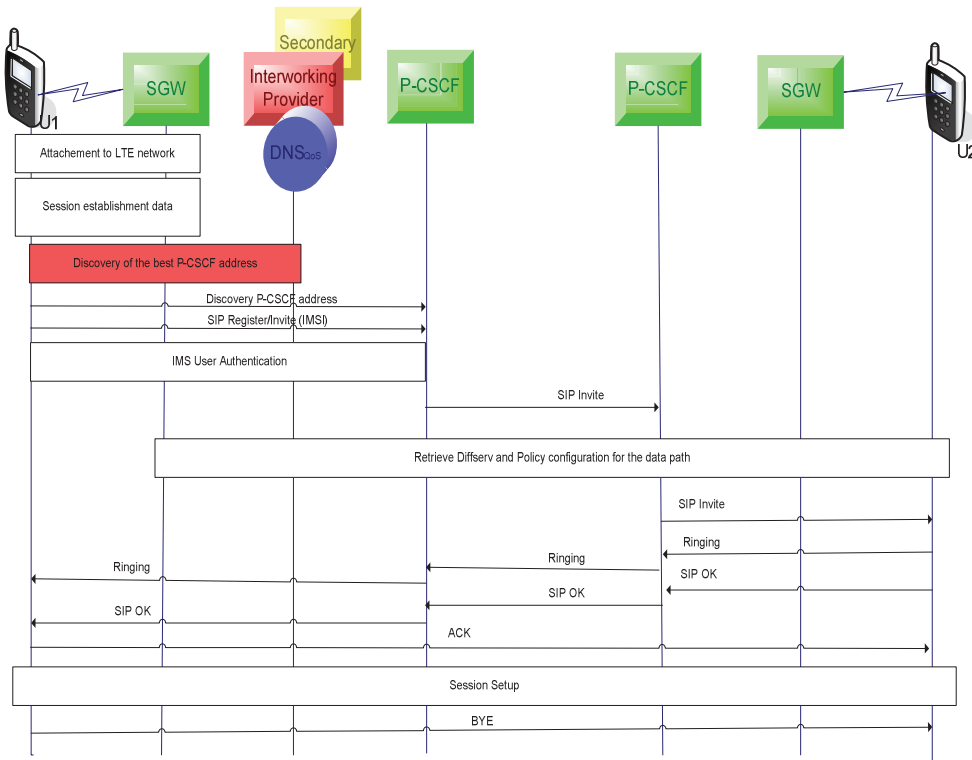 Secondary
SGW
Interworking
Provider
P-CSCF
P-CSCF
SGW
DNSQoS
U1
U2
Attachement to LTE network
Session establishment data
Discovery of the best P-CSCF address
Discovery P-CSCF address
SIP Register/Invite (IMSI)
IMS User Authentication
SIP Invite
Retrieve Diffserv and Policy configuration for the data path
SIP Invite
Ringing
Ringing
Ringing
SIP OK
SIP OK
SIP OK
ACK
Session Setup
BYE